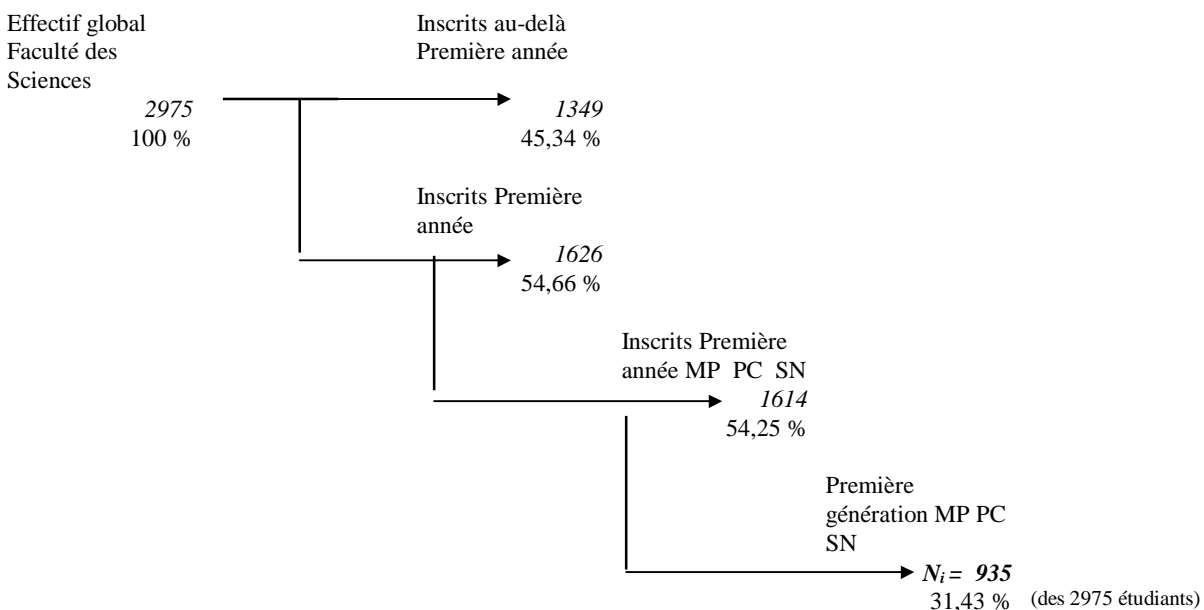 Effectif global
Faculté des
Sciences
2975
100 %
Inscrits au-delà
Première année
1349
45,34 %
Inscrits Première
année
1626
54,66 %
Inscrits Première
année MP PC SN
1614
54,25 %
Première
génération MP PC
SN
Ni = 935
31,43 % (des 2975 étudiants)